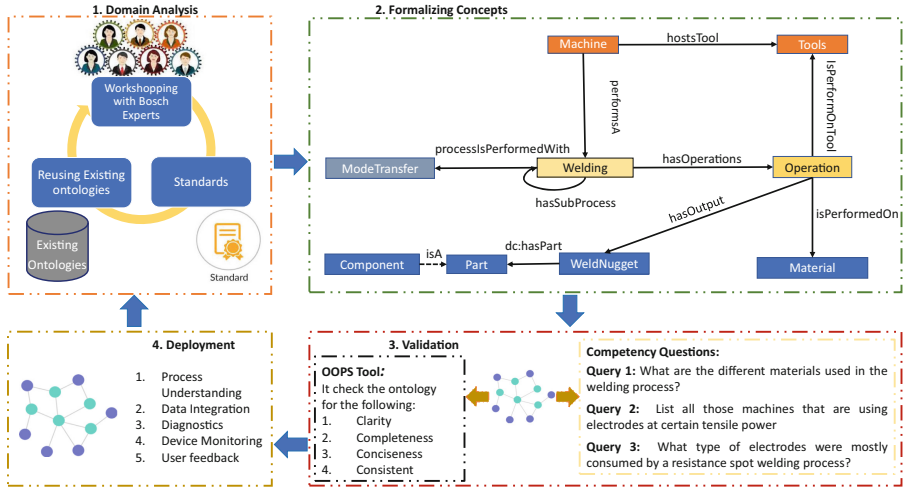 1. Domain Analysis
Workshopping
with Bosch
Experts
Reusing Existing
ontologies
Standards
Existing
Ontologies
Standard
2. Formalizing Concepts
Machine
hostsTool
Tools
performsA
IsPerformOnTool
ModeTransfer
processIsPerformedWith
Welding
hasOperations
Operation
hasSubProcess
hasOutput
isPerformedOn
Component
isA
Part
dc:hasPart
WeldNugget
Material
4. Deployment
1. Process
Understanding
2. Data Integration
3. Diagnostics
4. Device Monitoring
5. User feedback
3. Validation
OOPS Tool:
It check the ontology
for the following:
1. Clarity
2. Completeness
3. Conciseness
4. Consistent
Competency Questions:
Query 1: What are the different materials used in the
welding process?
Query 2: List all those machines that are using
electrodes at certain tensile power
Query 3: What type of electrodes were mostly
consumed by a resistance spot welding process?